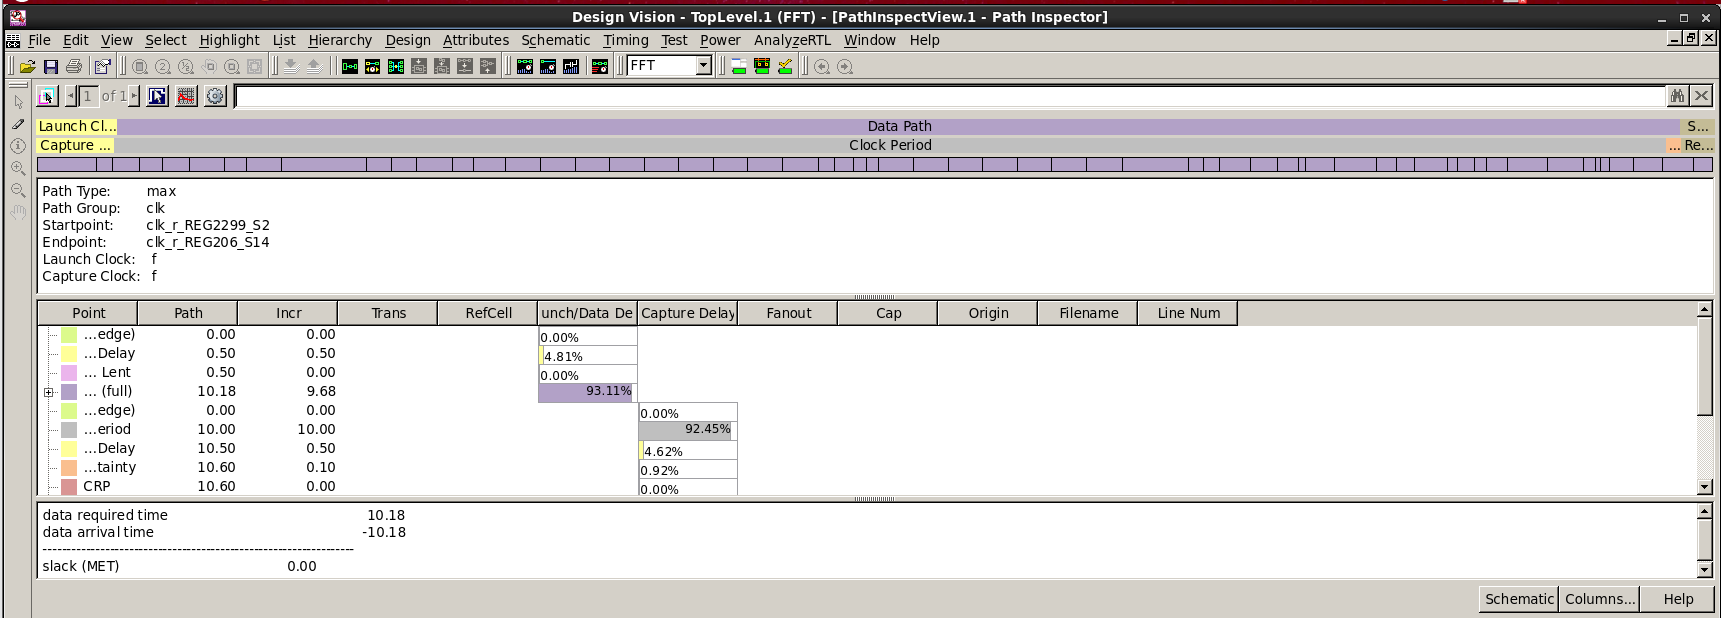 Design Vision - TopLevel.1 (FFT) - [PathInspectView.1 - Path Inspector]
File Edit View Select Highlight List Hierarchy Design Attributes Schematic Timing Test Power AnalyzeRTL Window Help
FFT
1 of 1
Launch Cl... Data Path S...
Capture ... Clock Period ... Re...
Path Type: max
Path Group: clk
Startpoint: clk_r_REG2299_S2
Endpoint: clk_r_REG206_S14
Launch Clock: f
Capture Clock: f
Point Path Incr Trans RefCell unch/Data De Capture Delay Fanout Cap Origin Filename Line Num
...edge) 0.00 0.00 0.00%
...Delay 0.50 0.50 4.81%
... Lent 0.50 0.00 0.00%
... (full) 10.18 9.68 93.11%
...edge) 0.00 0.00 0.00%
...eriod 10.00 10.00 92.45%
...Delay 10.50 0.50 4.62%
...tainty 10.60 0.10 0.92%
CRP 10.60 0.00 0.00%
data required time 10.18
data arrival time -10.18
------------------------------------------------------------------
slack (MET) 0.00
Schematic Columns... Help